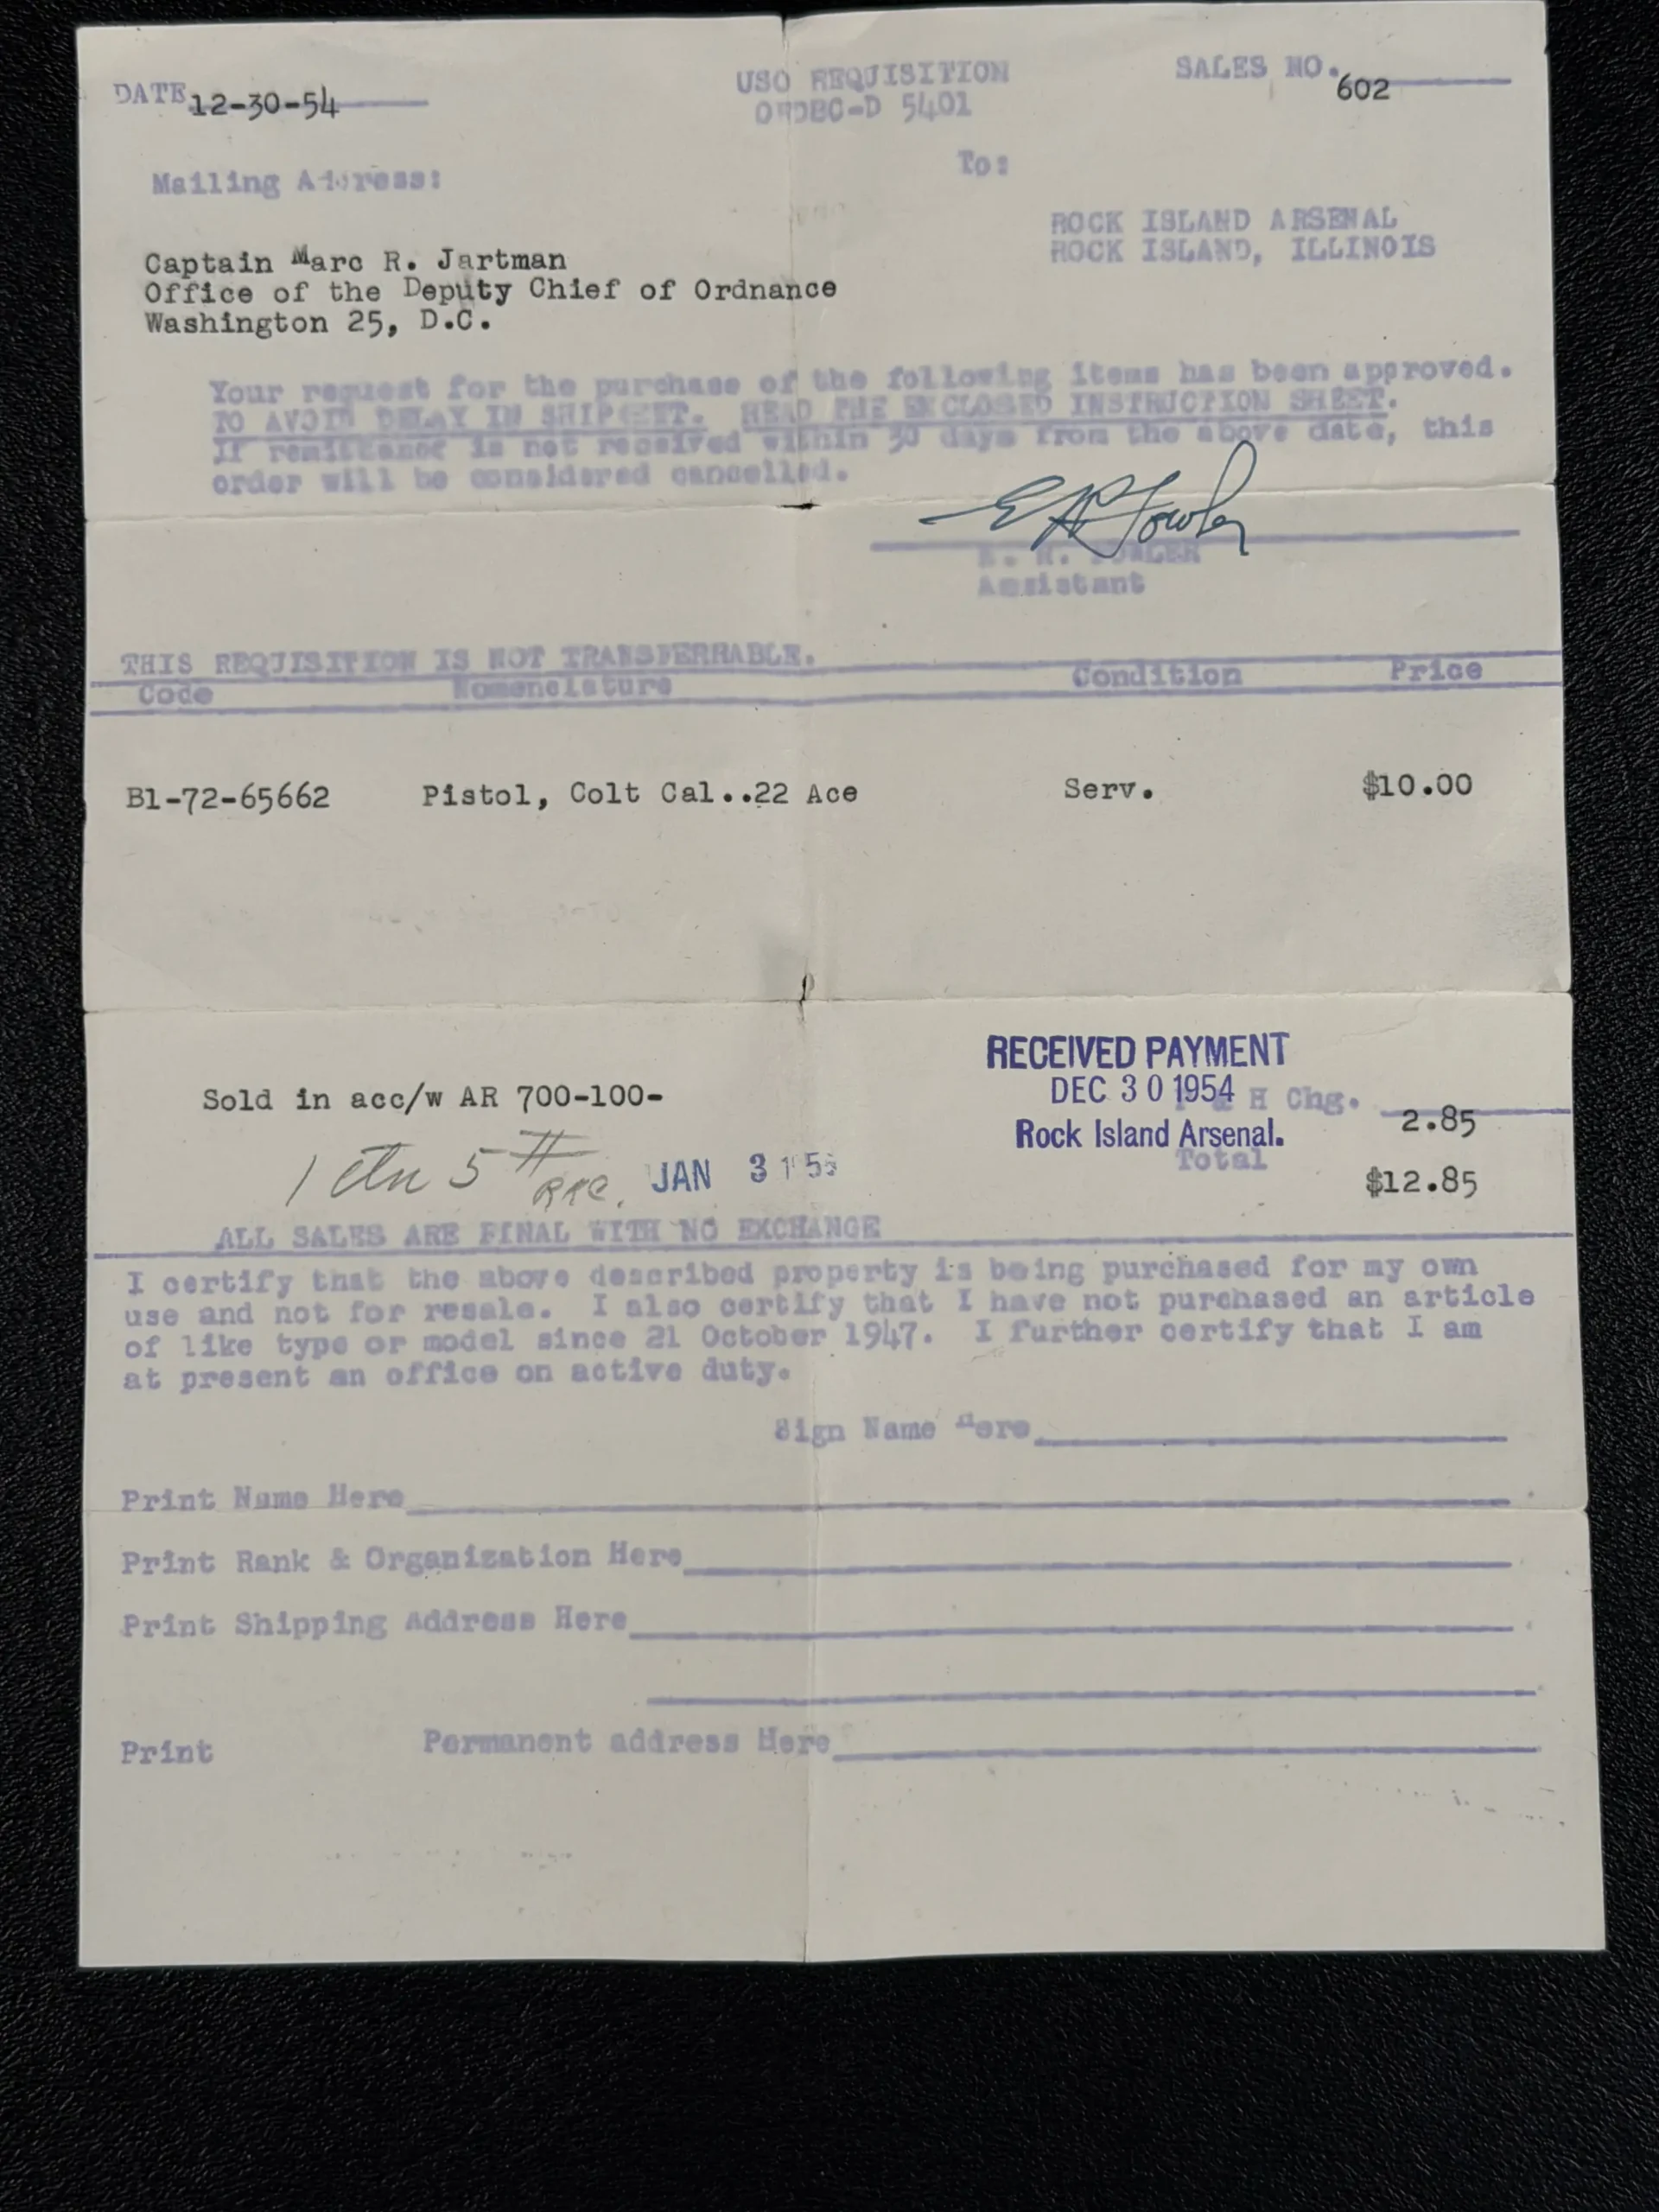 DATE 12-30-54
USO REQUISITION
ORDBC-D 5401
SALES NO. 602
Mailing Address:
To:
ROCK ISLAND ARSENAL
ROCK ISLAND, ILLINOIS
Captain Marc R. Jartman
Office of the Deputy Chief of Ordnance
Washington 25, D.C.
Your request for the purchase of the following items has been approved.
TO AVOID DELAY IN SHIPMENT. READ THE ENCLOSED INSTRUCTION SHEET.
If remittance is not received within 30 days from the above date, this
order will be considered cancelled.
E R Fowler
E. R. FOWLER
Assistant
THIS REQUISITION IS NOT TRANSFERRABLE.
Code Nomenclature Condition Price
B1-72-65662 Pistol, Colt Cal..22 Ace Serv. $10.00
RECEIVED PAYMENT
DEC 30 1954
Rock Island Arsenal.
Sold in acc/w AR 700-100-
H Chg. 2.85
Total $12.85
1 ctn 5 #
JAN 3 1955
ALL SALES ARE FINAL WITH NO EXCHANGE
I certify that the above described property is being purchased for my own
use and not for resale. I also certify that I have not purchased an article
of like type or model since 21 October 1947. I further certify that I am
at present an office on active duty.
Sign Name Here
Print Name Here
Print Rank & Organization Here
Print Shipping Address Here
Print Permanent address Here